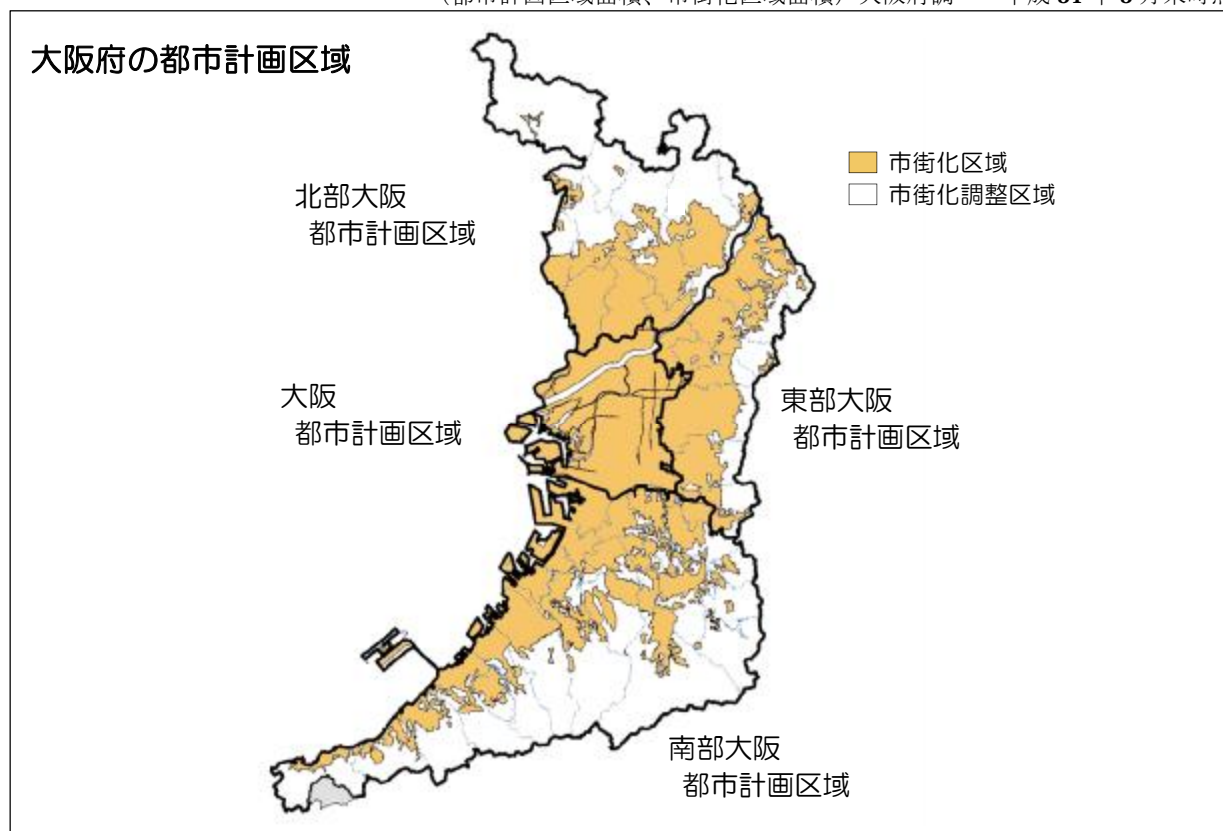 大阪府の都市計画区域
市街化区域
市街化調整区域
北部大阪
都市計画区域
大阪
都市計画区域
東部大阪
都市計画区域
南部大阪
都市計画区域